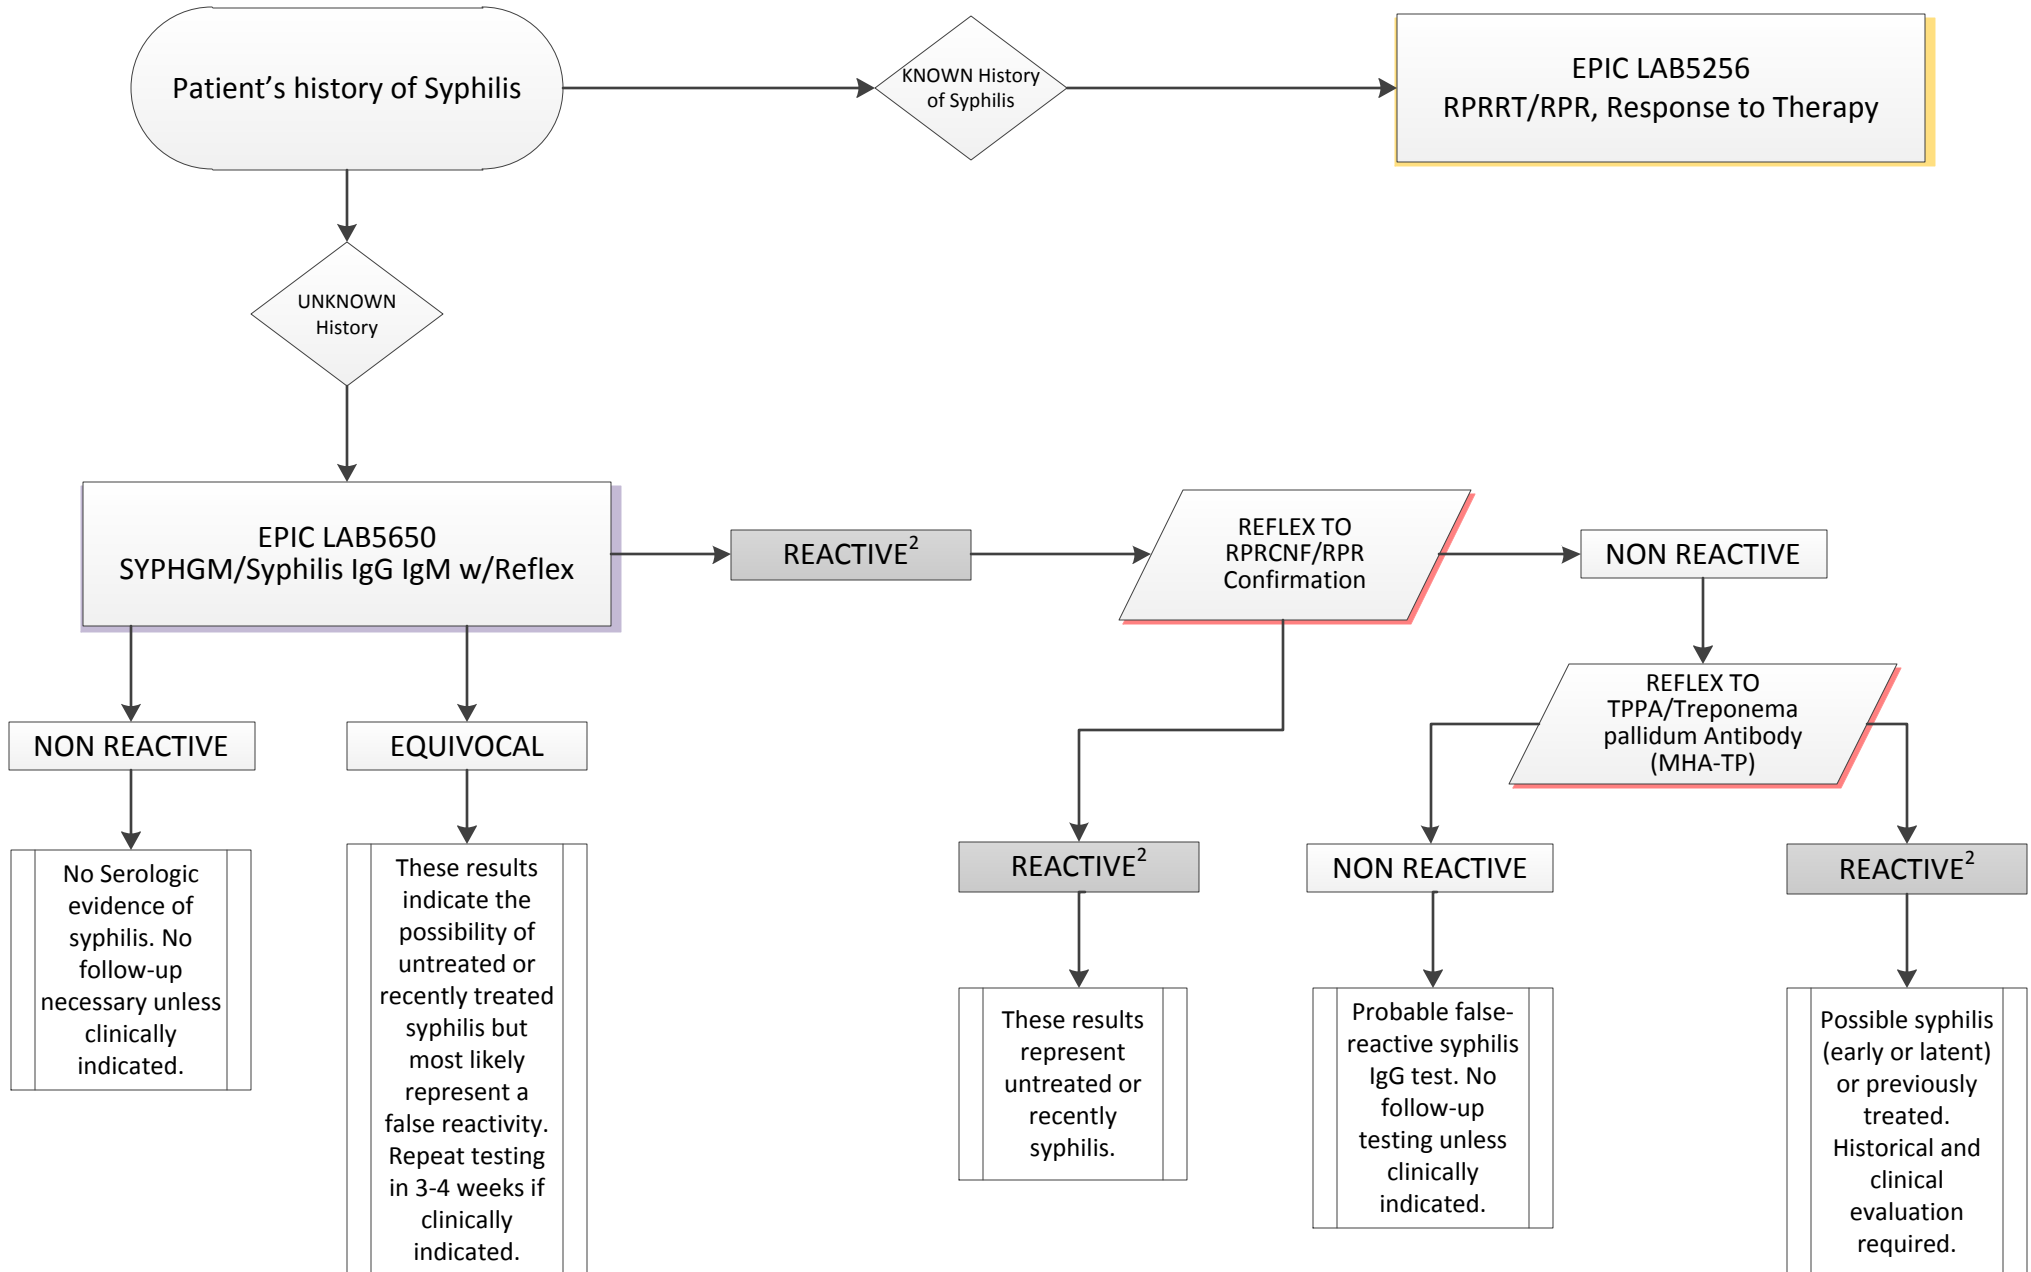 Patient’s history of Syphilis
KNOWN History
of Syphilis
EPIC LAB5256
RPRRT/RPR, Response to Therapy
UNKNOWN
History
EPIC LAB5650
SYPHGM/Syphilis IgG IgM w/Reflex
REACTIVE2
REFLEX TO
RPRCNF/RPR
Confirmation
NON REACTIVE
REFLEX TO
TPPA/Treponema
pallidum Antibody
(MHA-TP)
NON REACTIVE
EQUIVOCAL
REACTIVE2
NON REACTIVE
REACTIVE2
No Serologic
evidence of
syphilis. No
follow-up
necessary unless
clinically
indicated.
These results
indicate the
possibility of
untreated or
recently treated
syphilis but
most likely
represent a
false reactivity.
Repeat testing
in 3-4 weeks if
clinically
indicated.
These results
represent
untreated or
recently
syphilis.
Probable false-
reactive syphilis
IgG test. No
follow-up
testing unless
clinically
indicated.
Possible syphilis
(early or latent)
or previously
treated.
Historical and
clinical
evaluation
required.